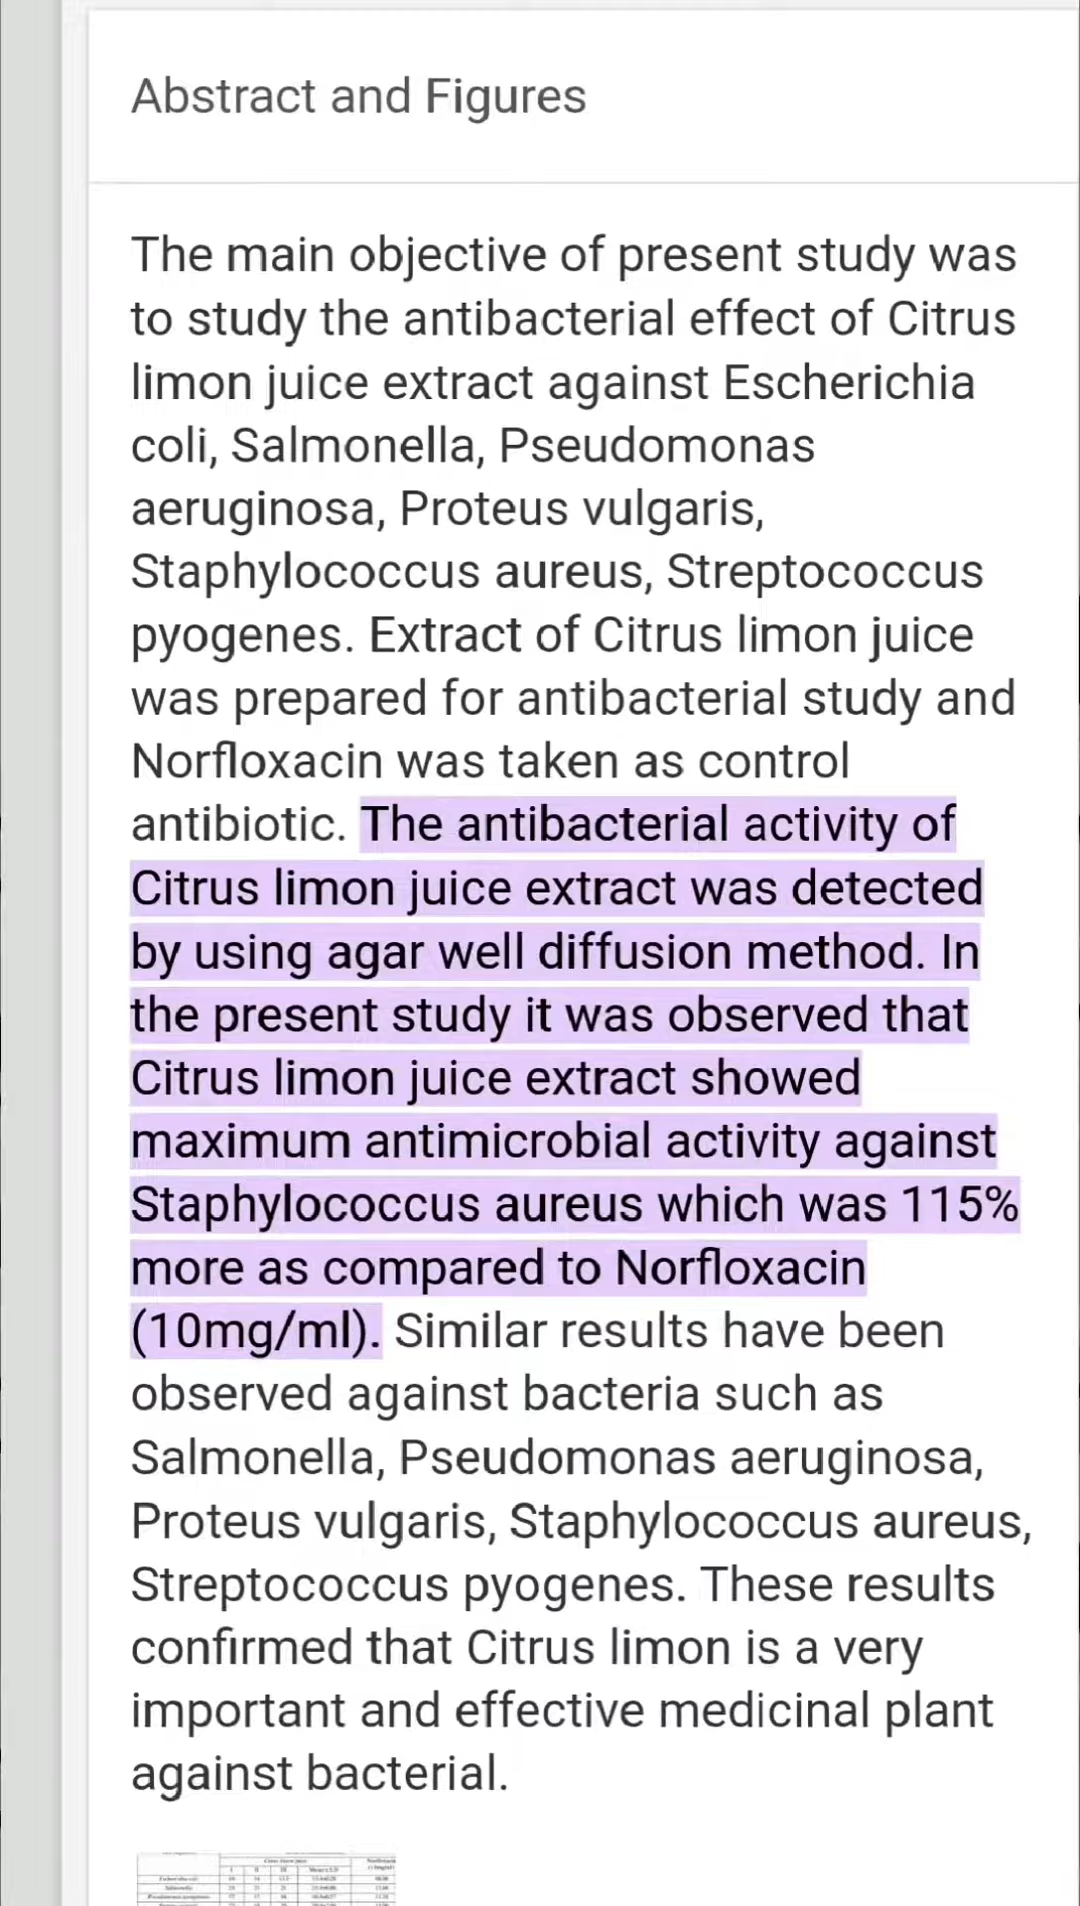 Abstract and Figures
The main objective of present study was
to study the antibacterial effect of Citrus
limon juice extract against Escherichia
coli, Salmonella, Pseudomonas
aeruginosa, Proteus vulgaris,
Staphylococcus aureus, Streptococcus
pyogenes. Extract of Citrus limon juice
was prepared for antibacterial study and
Norfloxacin was taken as control
antibiotic. The antibacterial activity of
Citrus limon juice extract was detected
by using agar well diffusion method. In
the present study it was observed that
Citrus limon juice extract showed
maximum antimicrobial activity against
Staphylococcus aureus which was 115%
more as compared to Norfloxacin
(10mg/ml). Similar results have been
observed against bacteria such as
Salmonella, Pseudomonas aeruginosa,
Proteus vulgaris, Staphylococcus aureus,
Streptococcus pyogenes. These results
confirmed that Citrus limon is a very
important and effective medicinal plant
against bacterial.